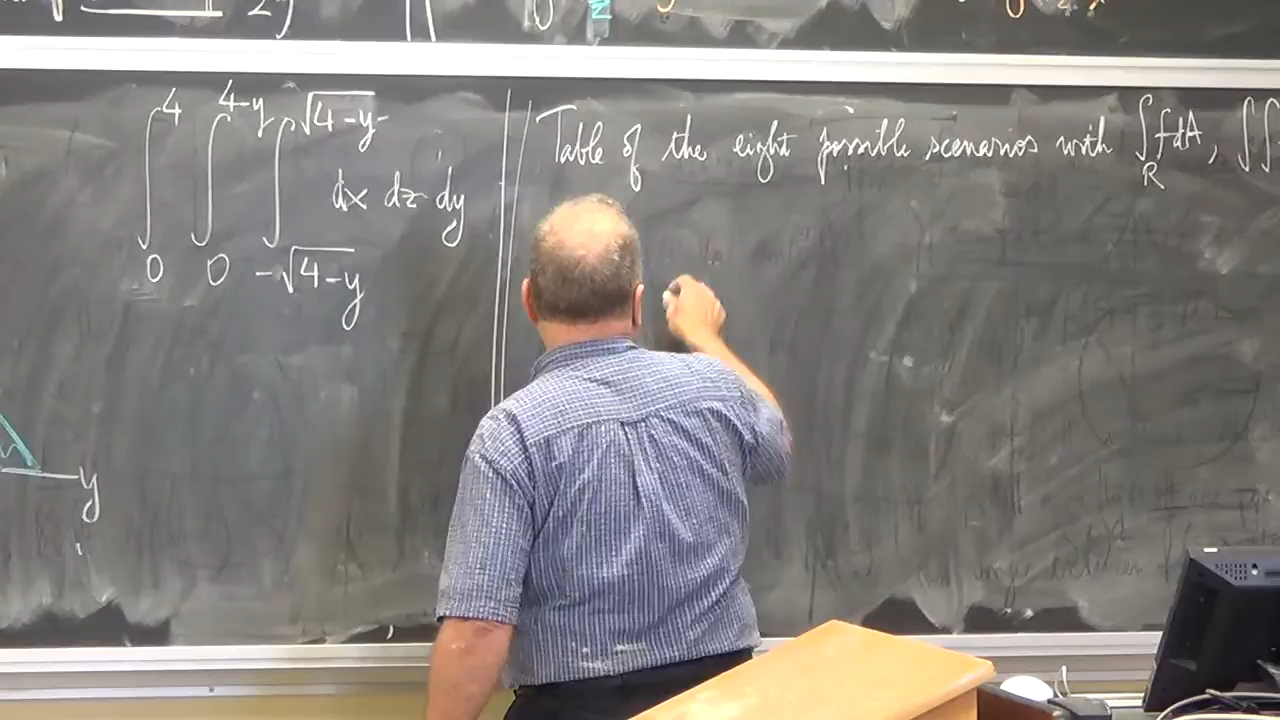 ∫₀⁴ ∫₀^{4-y} ∫_{-√(4-y)}^{√(4-y)} dx dz dy
Table of the eight possible scenarios with ∫_R f dA, ∬
y